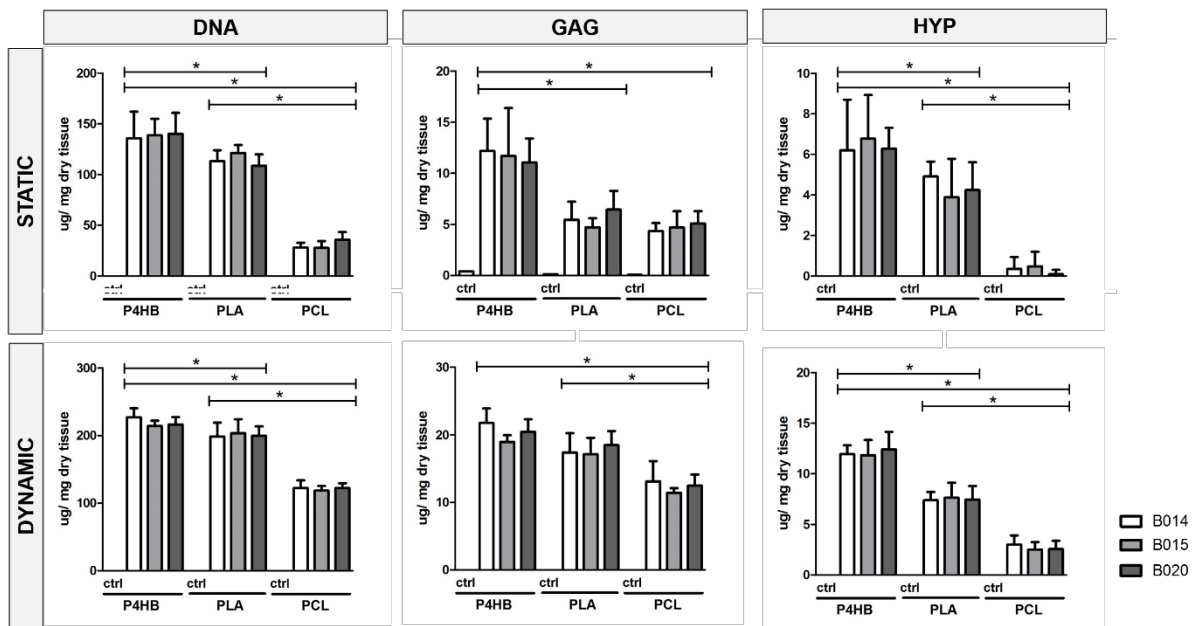 DNA
GAG
HYP
STATIC
ug/ mg dry tissue
200
150
100
50
0
*
*
*
ctrl
ctrl
ctrl
P4HB
PLA
PCL
ug/ mg dry tissue
20
15
10
5
0
*
*
ctrl
ctrl
ctrl
P4HB
PLA
PCL
ug/ mg dry tissue
10
8
6
4
2
0
*
*
*
ctrl
ctrl
ctrl
P4HB
PLA
PCL
DYNAMIC
ug/ mg dry tissue
300
200
100
0
*
*
*
ctrl
ctrl
ctrl
P4HB
PLA
PCL
ug/ mg dry tissue
30
20
10
0
*
*
ctrl
ctrl
ctrl
P4HB
PLA
PCL
ug/ mg dry tissue
20
15
10
5
0
*
*
*
ctrl
ctrl
ctrl
P4HB
PLA
PCL
B014
B015
B020